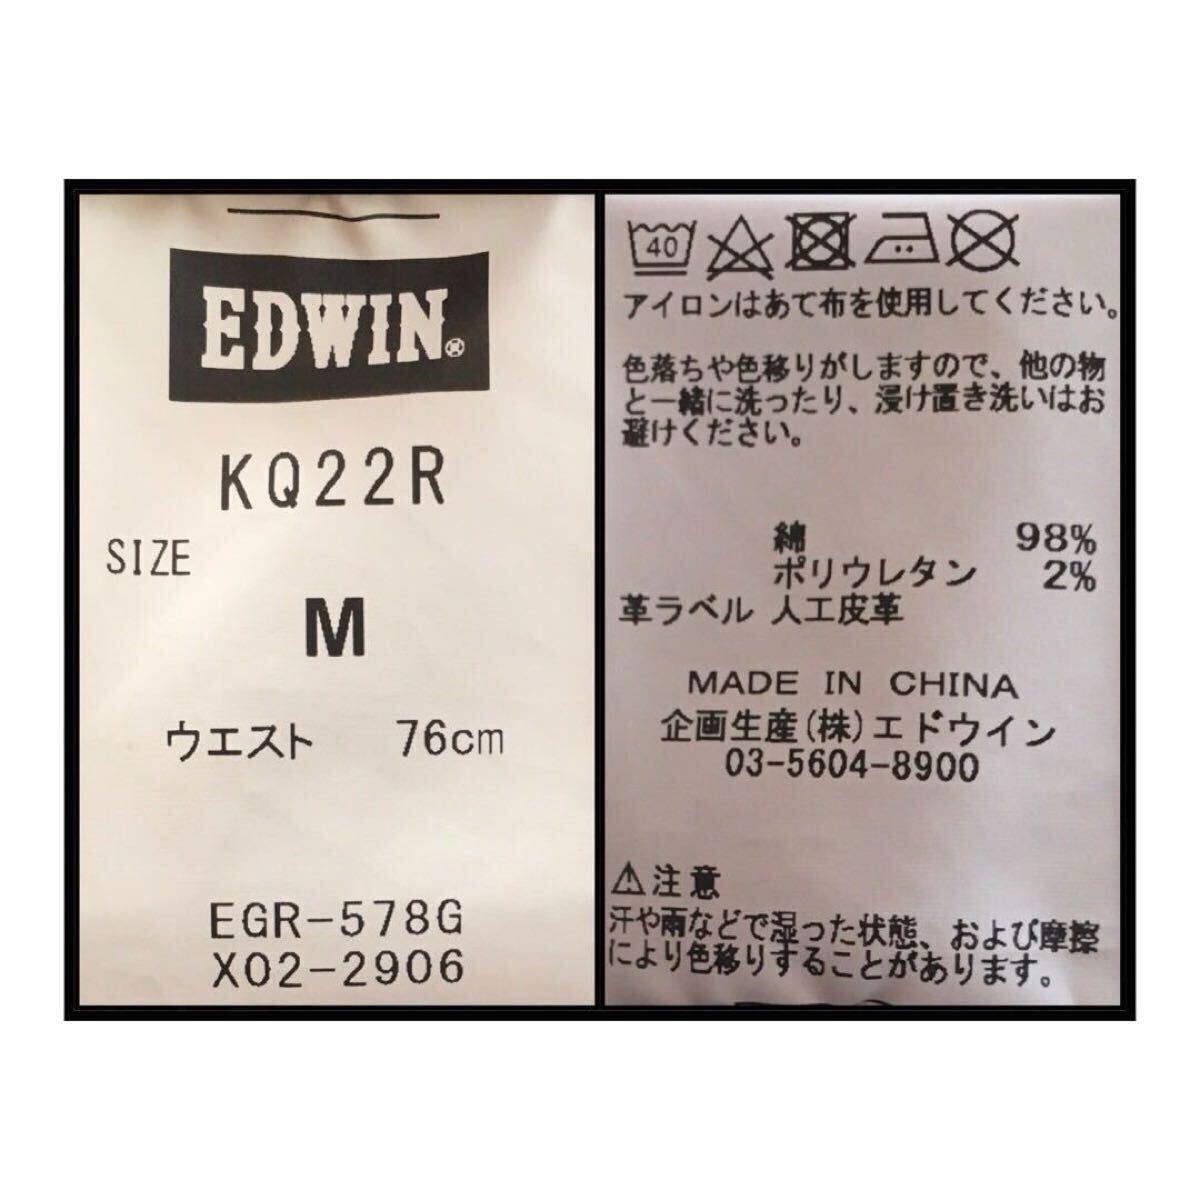 EDWIN®
KQ22R
SIZE
M
ウエスト 76cm
EGR-578G
X02-2906
40
アイロンはあて布を使用してください。
色落ちや色移りがしますので、他の物
と一緒に洗ったり、浸け置き洗いはお
避けください。
綿 98%
ポリウレタン 2%
革ラベル 人工皮革
MADE IN CHINA
企画生産(株)エドウイン
03-5604-8900
⚠注意
汗や雨などで湿った状態、および摩擦
により色移りすることがあります。